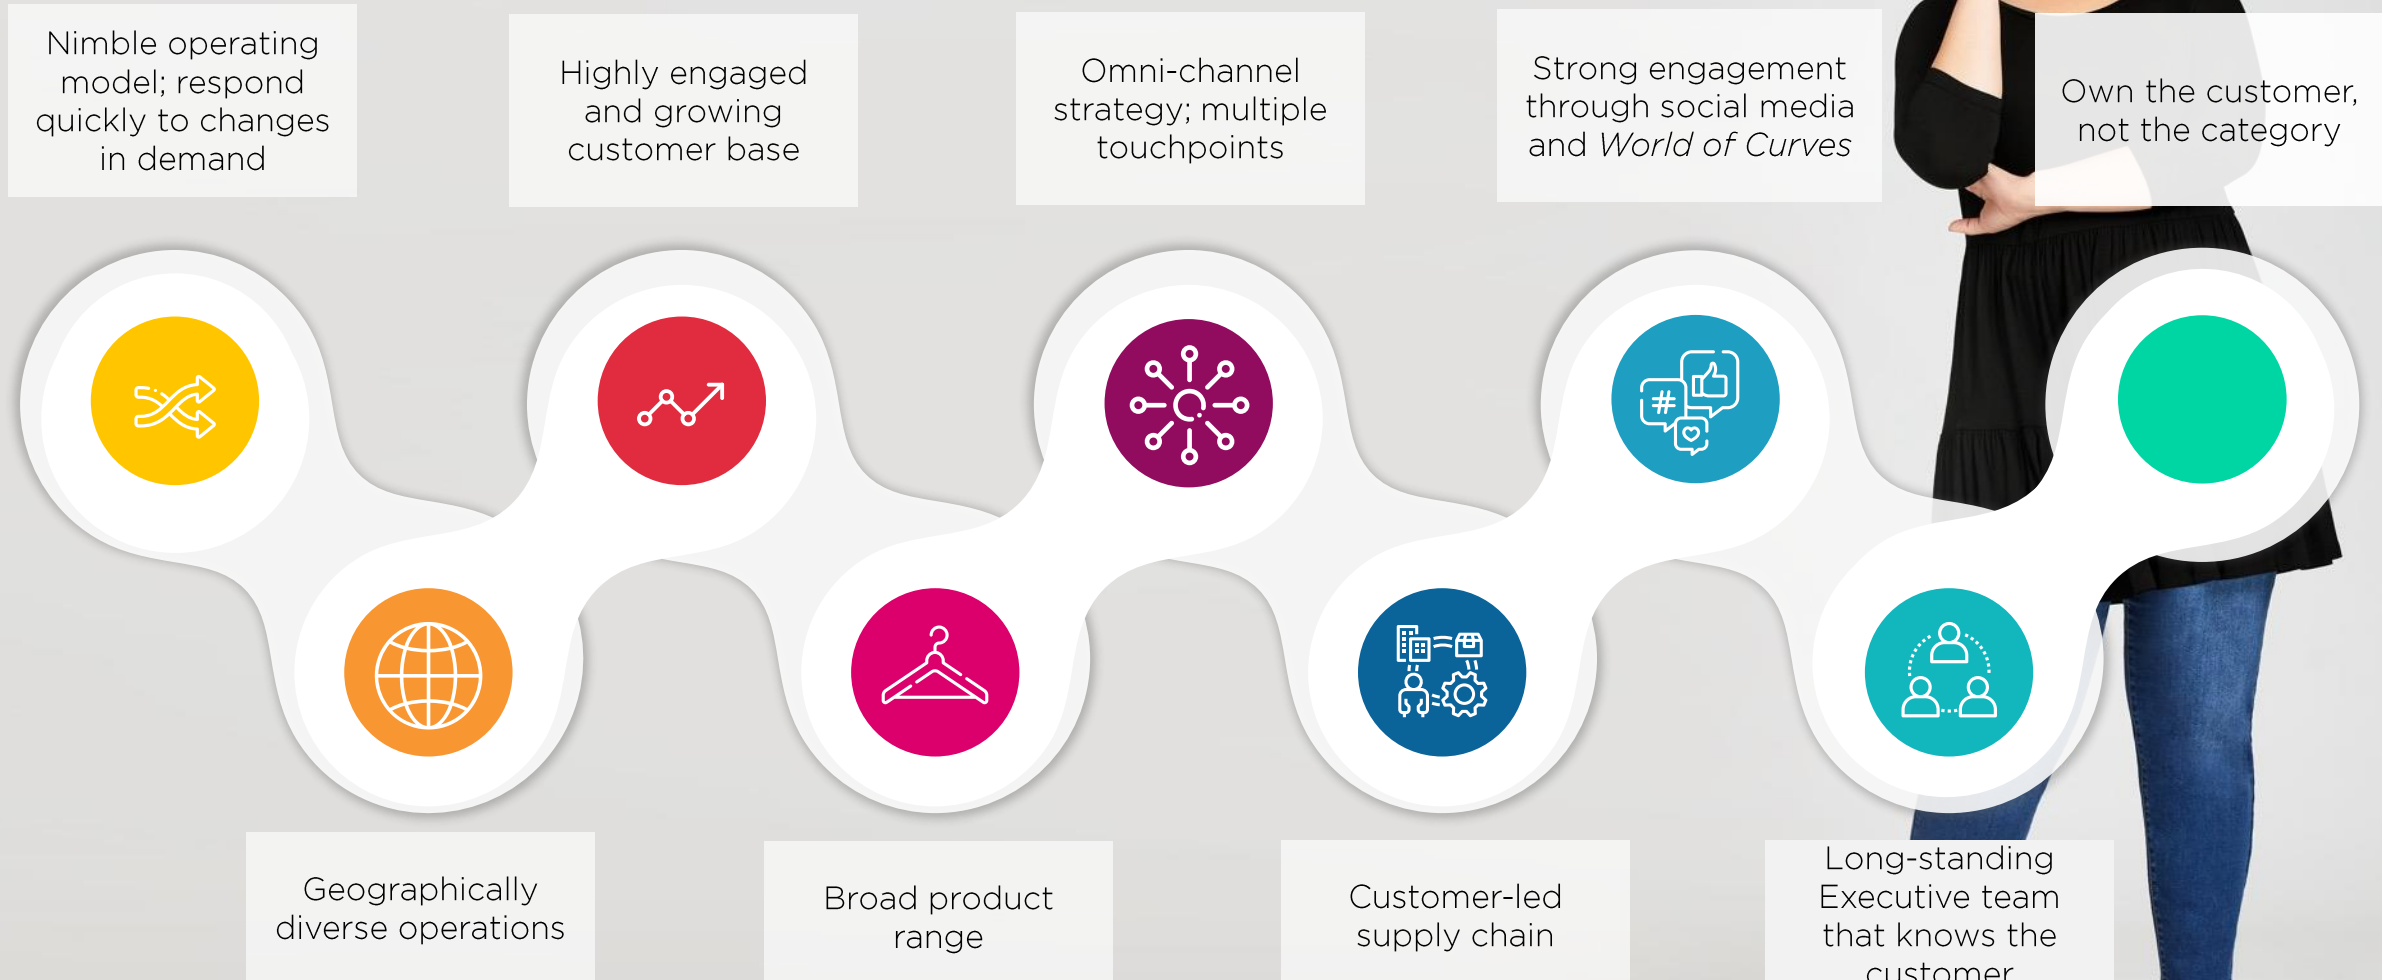 Nimble operating
model; respond
quickly to changes
in demand
Highly engaged
and growing
customer base
Omni-channel
strategy; multiple
touchpoints
Strong engagement
through social media
and World of Curves
Own the customer,
not the category
#
Geographically
diverse operations
Broad product
range
Customer-led
supply chain
Long-standing
Executive team
that knows the
customer